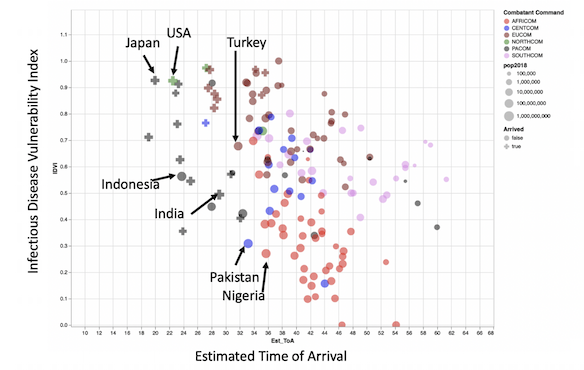 Combatant Command
AFRICOM
CENTCOM
EUCOM
NORTHCOM
PACOM
SOUTHCOM
pop2018
100,000
1,000,000
10,000,000
100,000,000
1,000,000,000
Arrived
false
true
Infectious Disease Vulnerability Index
IDVI
1.1
1.0
0.9
0.8
0.7
0.6
0.5
0.4
0.3
0.2
0.1
0.0
Japan
USA
Turkey
Indonesia
India
Pakistan
Nigeria
10 12 14 16 18 20 22 24 26 28 30 32 34 36 38 40 42 44 46 48 50 52 54 56 58 60 62 64 66 68
Est_ToA
Estimated Time of Arrival